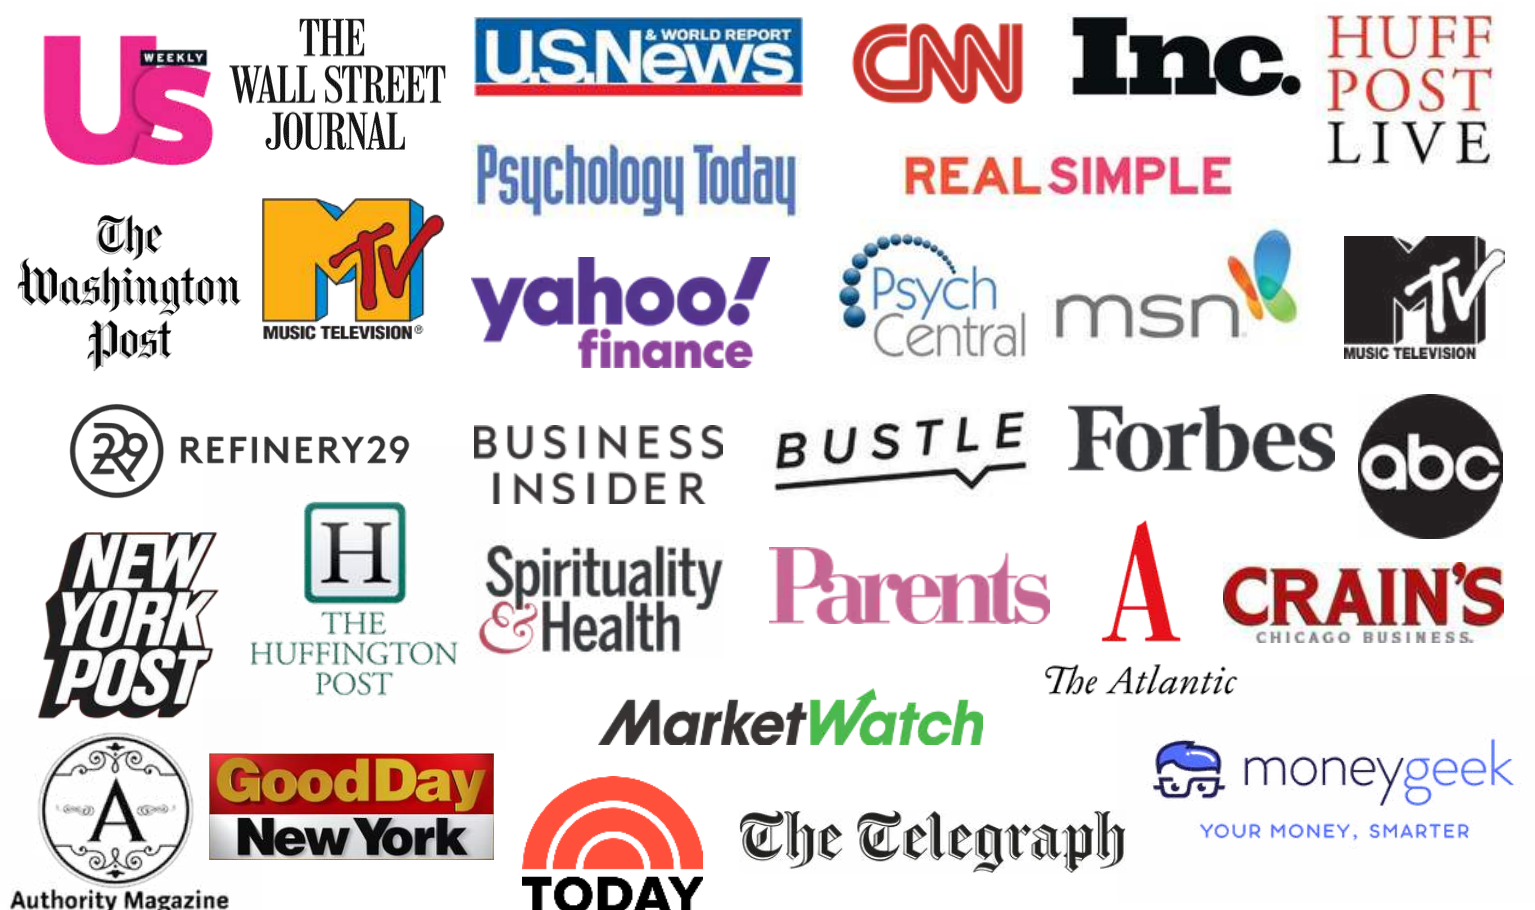 Us
WEEKLY
THE
WALL STREET
JOURNAL
U.S.News
& WORLD REPORT
CNN
Inc.
HUFF
POST
LIVE
Psychology Today
REAL SIMPLE
The
Washington
Post
MTV
MUSIC TELEVISION®
yahoo!
finance
Psych
Central
msn
MTV
MUSIC TELEVISION
R29
REFINERY29
BUSINESS
INSIDER
BUSTLE
Forbes
abc
NEW
YORK
POST
H
THE
HUFFINGTON
POST
Spirituality
& Health
Parents
A
The Atlantic
CRAIN'S
CHICAGO BUSINESS.
MarketWatch
A
Authority Magazine
Good Day
New York
TODAY
The Telegraph
moneygeek
YOUR MONEY, SMARTER